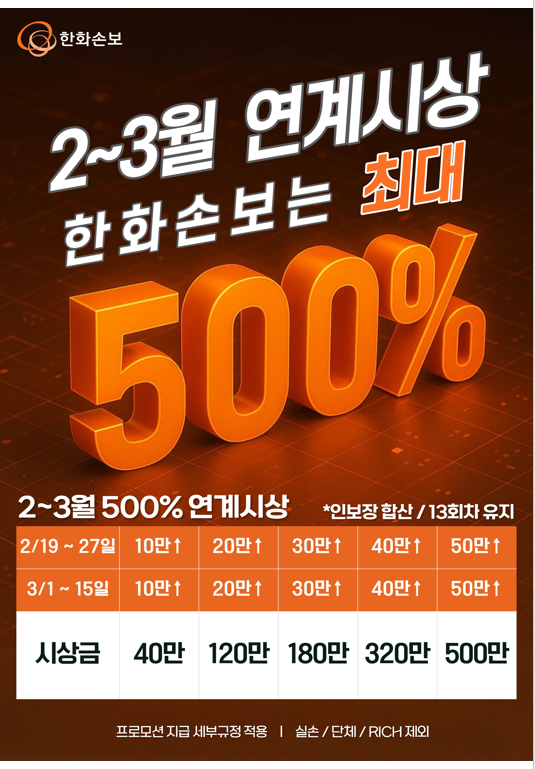 한화손보
2~3월 연계시상
한화손보는 최대
500%
2~3월 500% 연계시상 *인보장 합산 / 13회차 유지
2/19 ~ 27일 10만↑ 20만↑ 30만↑ 40만↑ 50만↑
3/1 ~ 15일 10만↑ 20만↑ 30만↑ 40만↑ 50만↑
시상금 40만 120만 180만 320만 500만
프로모션 지급 세부규정 적용 | 실손 / 단체 / RICH 제외